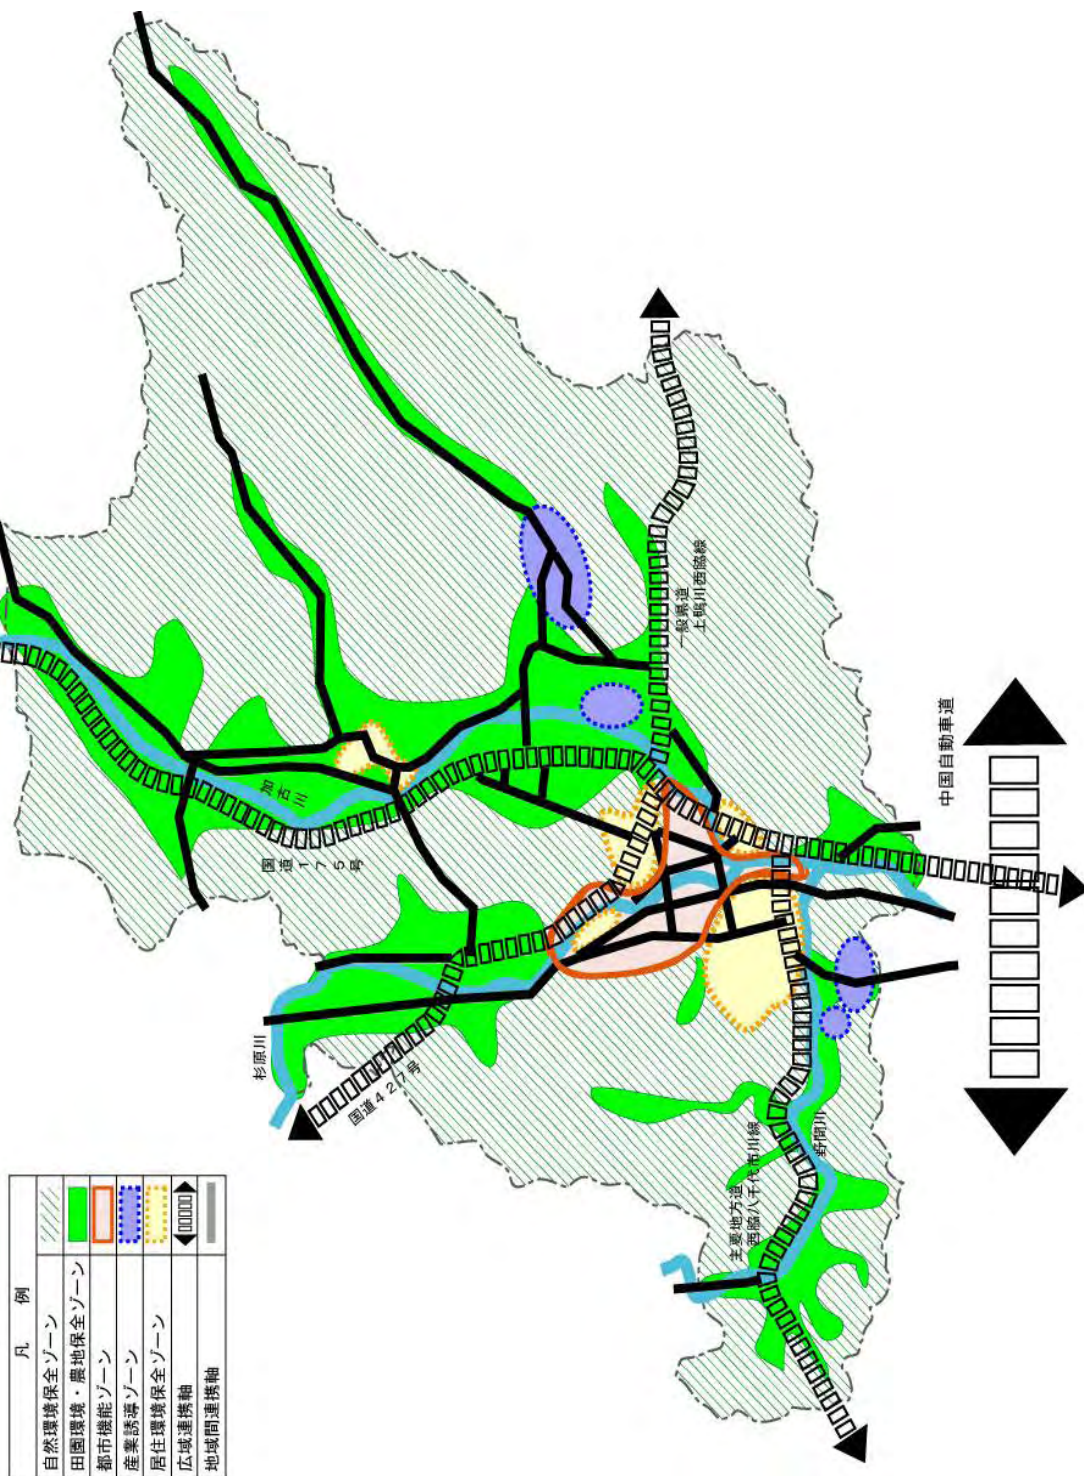 凡例
自然環境保全ゾーン
田園環境・農地保全ゾーン
都市機能ゾーン
産業誘導ゾーン
居住環境保全ゾーン
広域連携軸
地域間連携軸
加古川
国道175号
杉原川
国道427号
一般県道
上鴨川西脇線
中国自動車道
主要地方道
西脇八千代市川線
野間川